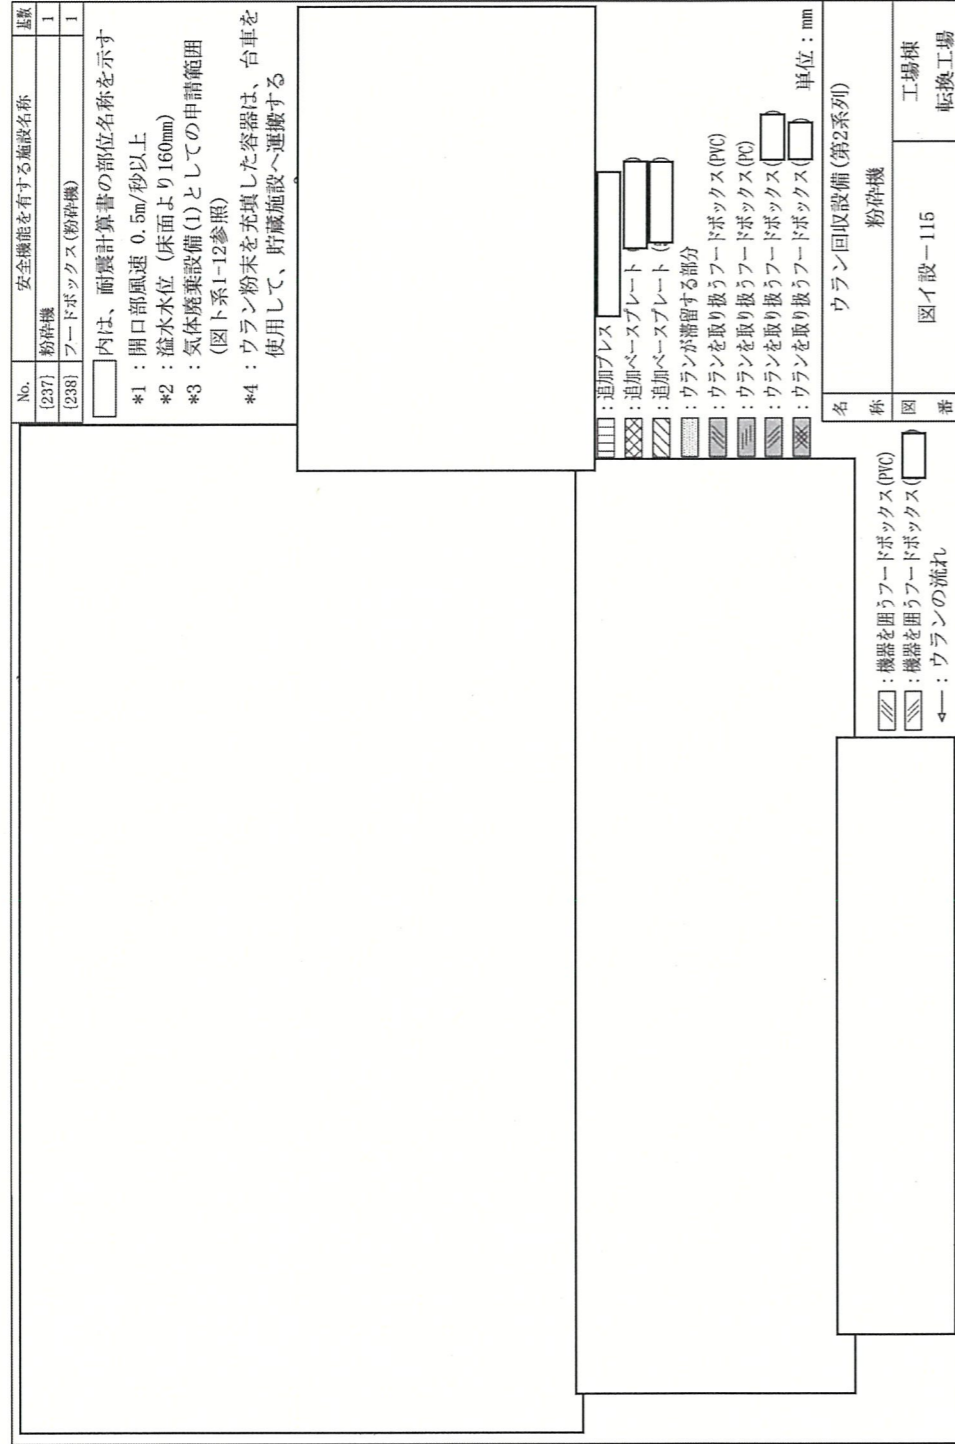 No. 安全機能を有する施設名称 基数
{237} 粉砕機 1
{238} フードボックス(粉砕機) 1
内は、耐震計算書の部位名称を示す
*1 : 開口部風速 0.5m/秒以上
*2 : 溢水水位 (床面より160mm)
*3 : 気体廃棄設備(1)としての申請範囲
(図ト系1-12参照)
*4 : ウラン粉末を充填した容器は、台車を
使用して、貯蔵施設へ運搬する
: 追加ブレス
: 追加ベースプレート (
: 追加ベースプレート (
: ウランが滞留する部分
: ウランを取り扱うフードボックス(PVC)
: ウランを取り扱うフードボックス(PC)
: ウランを取り扱うフードボックス( )
: ウランを取り扱うフードボックス( )
単位 : mm
: 機器を囲うフードボックス(PVC)
: 機器を囲うフードボックス( )
: ウランの流れ
名称 ウラン回収設備(第2系列)
粉砕機
図番 図イ設－115 工場棟
転換工場